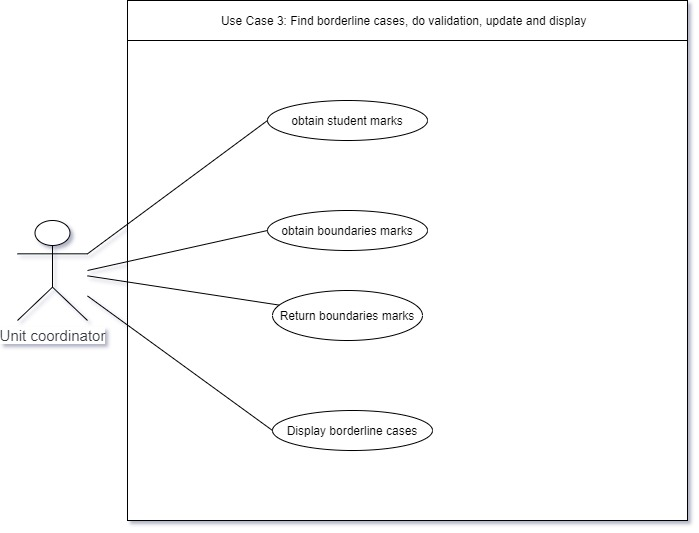 Use Case 3: Find borderline cases, do validation, update and display
obtain student marks
obtain boundaries marks
Return boundaries marks
Unit coordinator
Display borderline cases